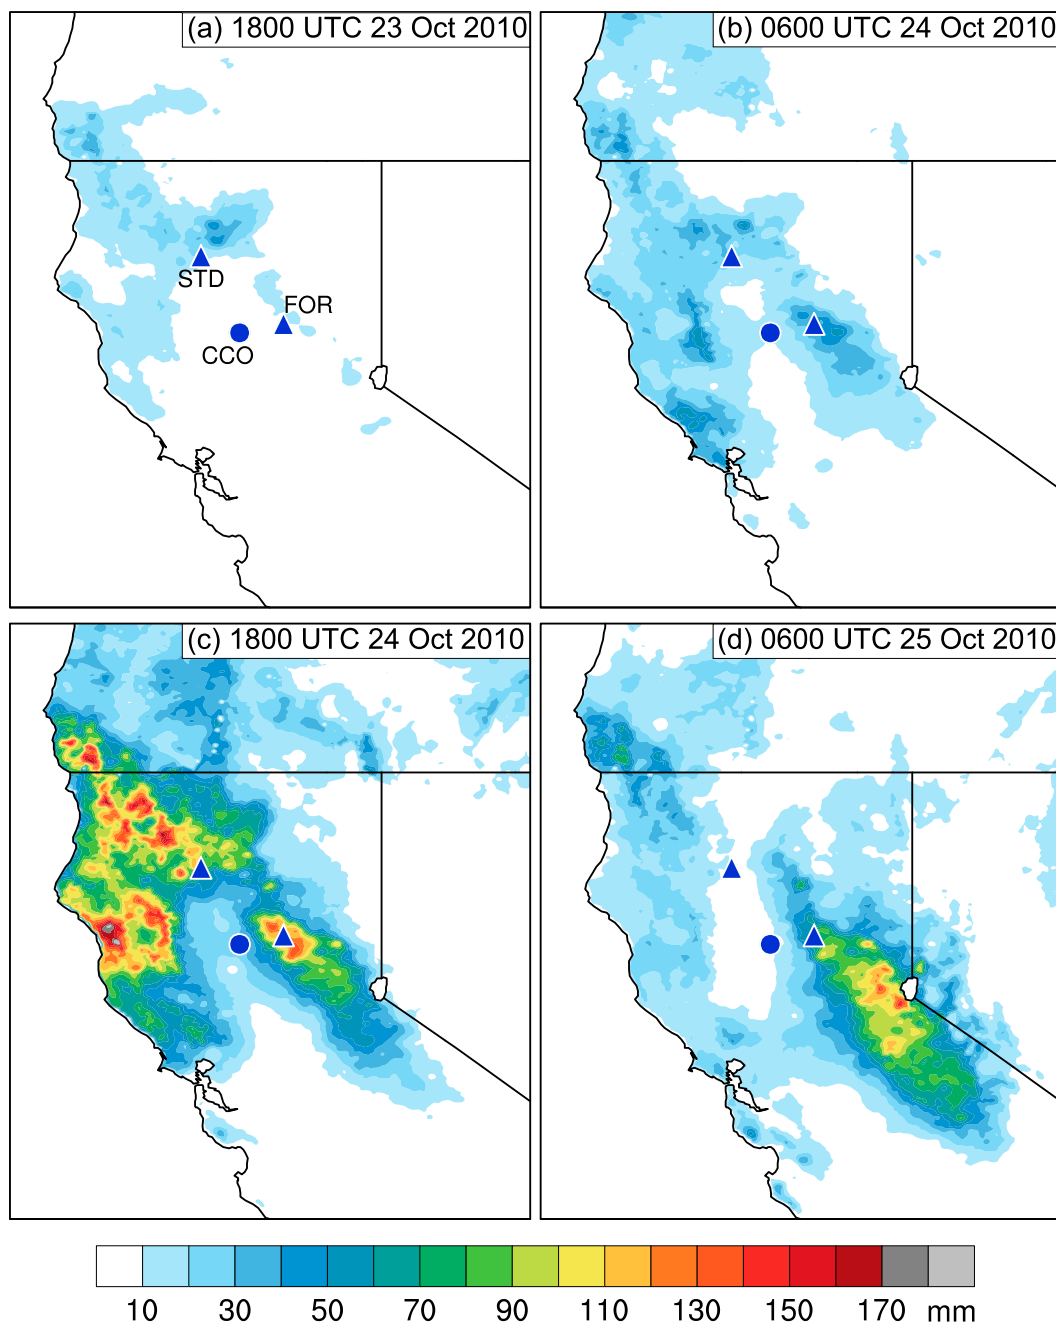 (a) 1800 UTC 23 Oct 2010
(b) 0600 UTC 24 Oct 2010
STD
FOR
CCO
(c) 1800 UTC 24 Oct 2010
(d) 0600 UTC 25 Oct 2010
10 30 50 70 90 110 130 150 170 mm